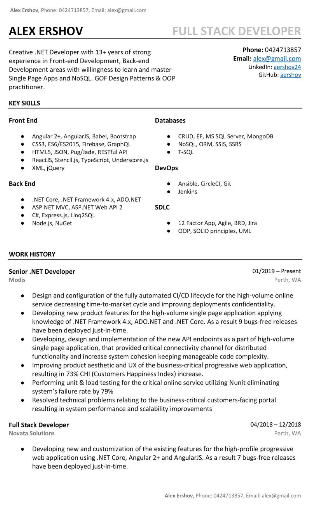 Alex Ershov, Phone: 0424713857, Email: alex@gmail.com
ALEX ERSHOV
FULL STACK DEVELOPER
Creative .NET Developer with 13+ years of strong
experience in Front-end Development, Back-end
Development areas with willingness to learn and master
Single Page Apps and NoSQL. GOF Design Patterns & OOP
practitioner.
Phone: 0424713857
Email: alex@gmail.com
LinkedIn: aershov24
GitHub: aershov
KEY SKILLS
Front End
● Angular 2+, AngularJS, Babel, Bootstrap
● CSS3, ES6/ES2015, Firebase, GraphQL
● HTML5, JSON, Pug/Jade, RESTful API
● ReactJS, Stencil.js, TypeScript, Underscore.js
● XML, jQuery
Back End
● .NET Core, .NET Framework 4.x, ADO.NET
● ASP.NET MVC, ASP.NET Web API 2
● C#, Express.js, Linq2SQL
● Node.js, NuGet
Databases
● CRUD, EF, MS SQL Server, MongoDB
● NoSQL, ORM, SSIS, SSRS
● T-SQL
DevOps
● Ansible, CircleCI, Git
● Jenkins
SDLC
● 12 Factor App, Agile, BRD, Jira
● OOP, SOLID principles, UML
WORK HISTORY
Senior .NET Developer
01/2019 – Present
Modis
Perth, WA
● Design and configuration of the fully automated CI/CD lifecycle for the high-volume online
service decreasing time-to-market cycle and improving deployments confidentiality.
● Developing new product features for the high-volume single page application applying
knowledge of .NET Framework 4.x, ADO.NET and .NET Core. As a result 9 bug-free releases
have been deployed just-in-time.
● Developing, design and implementation of the new API endpoints as a part of high-volume
single page application, that provided critical connectivity channel for distributed
functionality and increase system cohesion keeping manageable code complexity.
● Improving product aesthetic and UX of the business-critical progressive web application,
resulting in 73% CHI (Customers Happiness Index) increase.
● Performing unit & load testing for the critical online service utilizing NUnit eliminating
system's failure rate by 79%
● Resolved technical problems relating to the business-critical customers-facing portal
resulting in system performance and scalability improvements
Full Stack Developer
04/2018 – 12/2018
Novata Solutions
Perth, WA
● Developing new and customization of the existing features for the high-profile progressive
web application using .NET Core, Angular 2+ and AngularJS. As a result 7 bugs-free releases
have been deployed just-in-time.
Alex Ershov, Phone: 0424713857, Email: alex@gmail.com